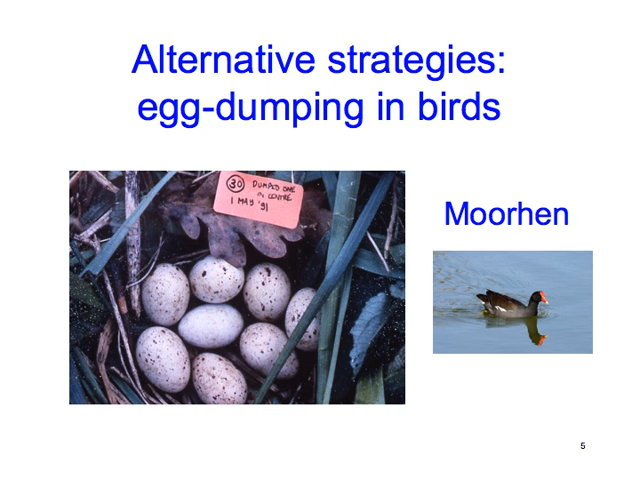 Alternative strategies:
egg-dumping in birds
30 DUMPED ONE
IN CENTRE
1 MAY '91
Moorhen
5